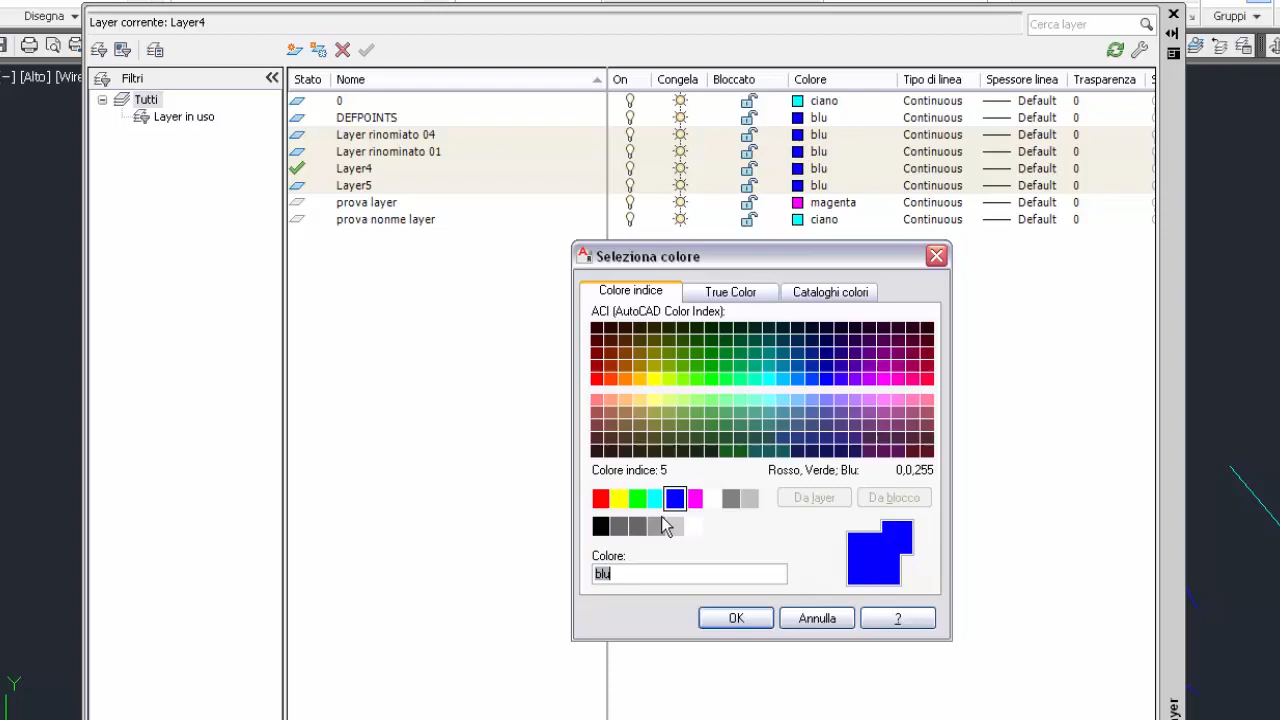 Disegna
Layer corrente: Layer4
Cerca layer
Gruppi
[-] [Alto] [Wire
Filtri
Stato Nome On Congela Bloccato Colore Tipo di linea Spessore linea Trasparenza S
Tutti
Layer in uso
0 ciano Continuous Default 0
DEFPOINTS blu Continuous Default 0
Layer rinomiato 04 blu Continuous Default 0
Layer rinominato 01 blu Continuous Default 0
Layer4 blu Continuous Default 0
Layer5 blu Continuous Default 0
prova layer magenta Continuous Default 0
prova nonme layer ciano Continuous Default 0
Seleziona colore
Colore indice True Color Cataloghi colori
ACI (AutoCAD Color Index):
Colore indice: 5 Rosso, Verde; Blu: 0,0,255
Da layer Da blocco
Colore:
blu
OK Annulla ?
Y
ayer